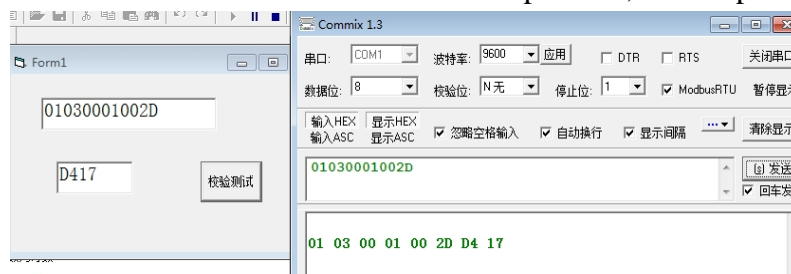 Form1
01030001002D
D417
校验测试
Commix 1.3
串口: COM1 波特率: 9600 应用 DTR RTS 关闭串口
数据位: 8 校验位: N无 停止位: 1 ModbusRTU 暂停显示
输入HEX 显示HEX
输入ASC 显示ASC
忽略空格输入 自动换行 显示间隔 ... 清除显示
01030001002D
发送
回车发
01 03 00 01 00 2D D4 17